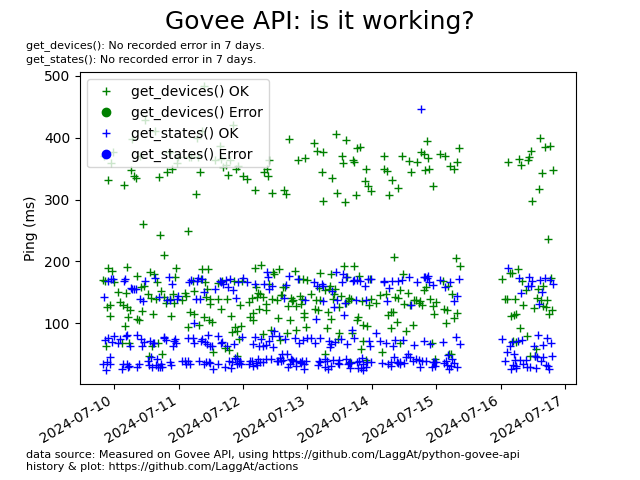 Govee API: is it working?
get_devices(): No recorded error in 7 days.
get_states(): No recorded error in 7 days.
500
400
300
200
100
Ping (ms)
get_devices() OK
get_devices() Error
get_states() OK
get_states() Error
2024-07-10
2024-07-11
2024-07-12
2024-07-13
2024-07-14
2024-07-15
2024-07-16
2024-07-17
data source: Measured on Govee API, using https://github.com/LaggAt/python-govee-api
history & plot: https://github.com/LaggAt/actions